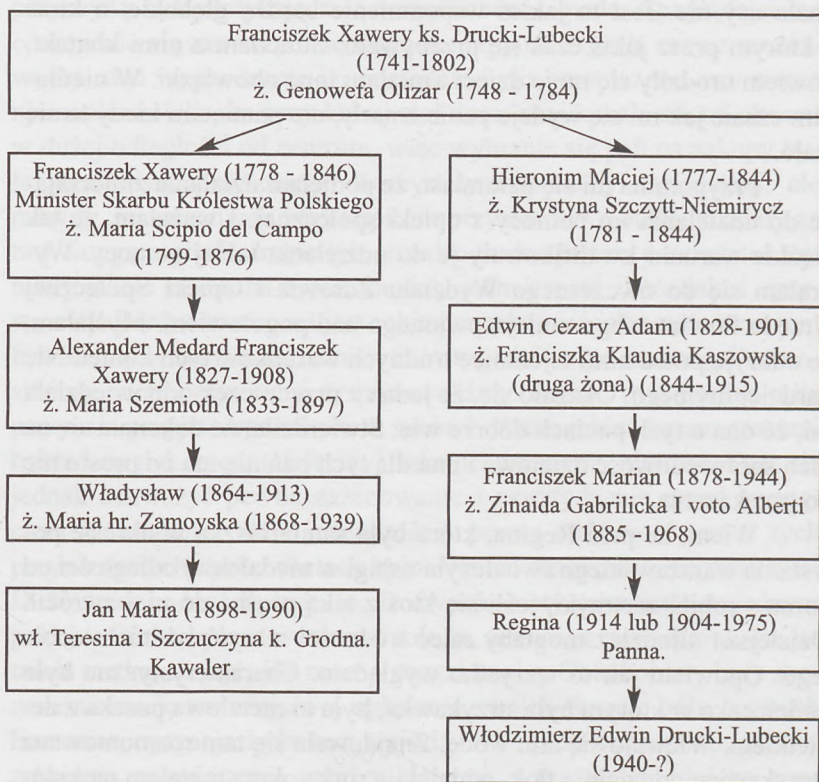 Franciszek Xawery ks. Drucki-Lubecki
(1741-1802)
ż. Genowefa Olizar (1748 - 1784)
Franciszek Xawery (1778 - 1846)
Minister Skarbu Królestwa Polskiego
ż. Maria Scipio del Campo
(1799-1876)
Alexander Medard Franciszek
Xawery (1827-1908)
ż. Maria Szemioth (1833-1897)
Władysław (1864-1913)
ż. Maria hr. Zamoyska (1868-1939)
Jan Maria (1898-1990)
wł. Teresina i Szczuczyna k. Grodna.
Kawaler.
Hieronim Maciej (1777-1844)
ż. Krystyna Szczytt-Niemirycz
(1781 - 1844)
Edwin Cezary Adam (1828-1901)
ż. Franciszka Klaudia Kaszowska
(druga żona) (1844-1915)
Franciszek Marian (1878-1944)
ż. Zinaida Gabrilicka Ivoto Alberti
(1885 -1968)
Regina (1914 lub 1904-1975)
Panna.
Włodzimierz Edwin Drucki-Lubecki
(1940-?)